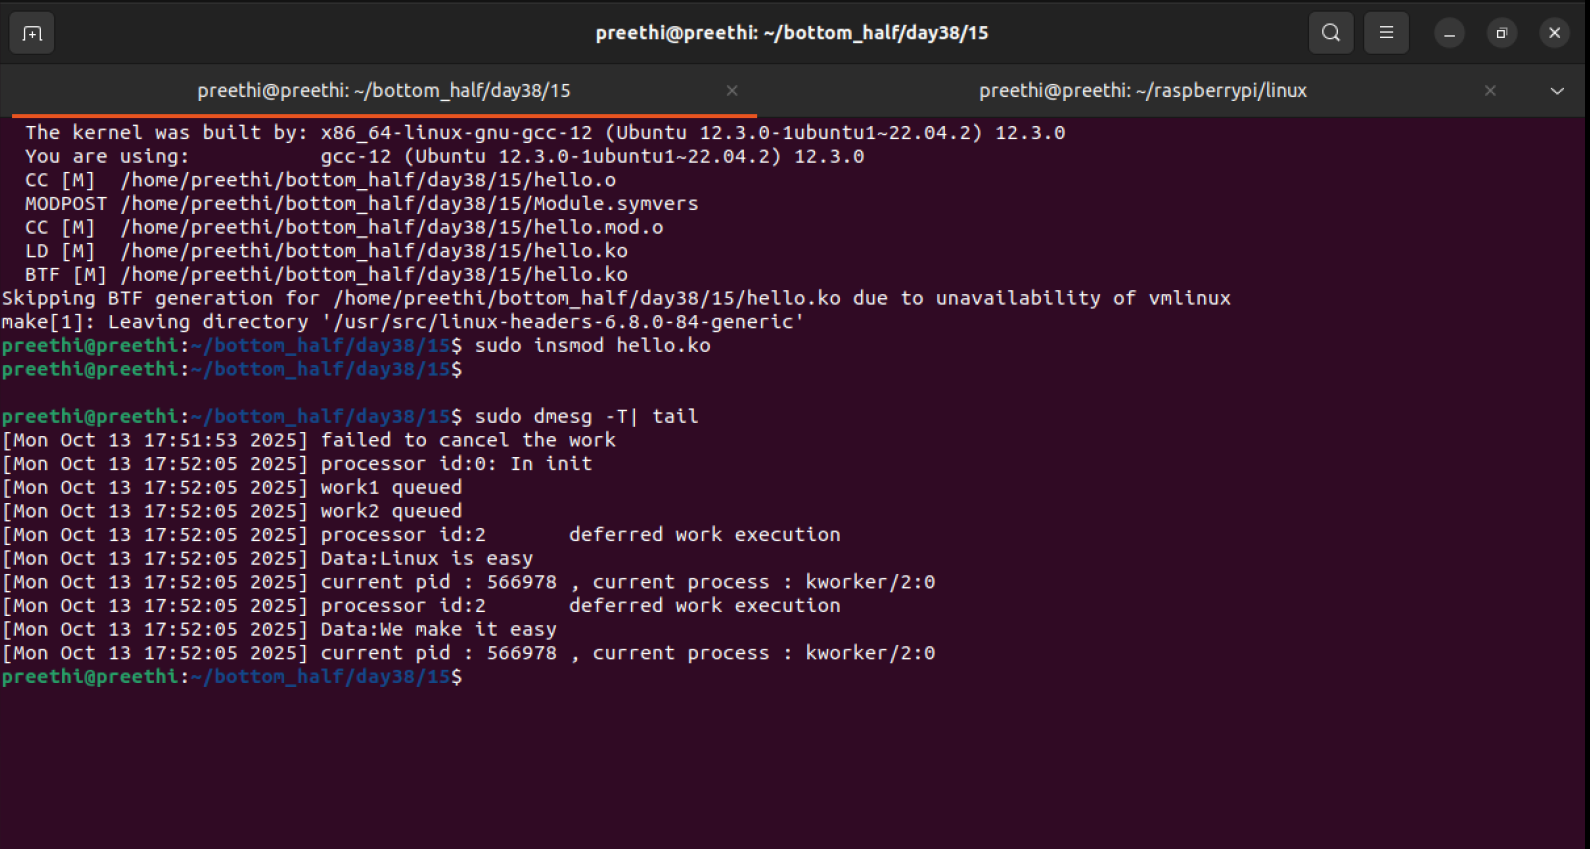 preethi@preethi: ~/bottom_half/day38/15
preethi@preethi: ~/bottom_half/day38/15
preethi@preethi: ~/raspberrypi/linux
The kernel was built by: x86_64-linux-gnu-gcc-12 (Ubuntu 12.3.0-1ubuntu1~22.04.2) 12.3.0
You are using:           gcc-12 (Ubuntu 12.3.0-1ubuntu1~22.04.2) 12.3.0
CC [M]  /home/preethi/bottom_half/day38/15/hello.o
MODPOST /home/preethi/bottom_half/day38/15/Module.symvers
CC [M]  /home/preethi/bottom_half/day38/15/hello.mod.o
LD [M]  /home/preethi/bottom_half/day38/15/hello.ko
BTF [M] /home/preethi/bottom_half/day38/15/hello.ko
Skipping BTF generation for /home/preethi/bottom_half/day38/15/hello.ko due to unavailability of vmlinux
make[1]: Leaving directory '/usr/src/linux-headers-6.8.0-84-generic'
preethi@preethi:~/bottom_half/day38/15$ sudo insmod hello.ko
preethi@preethi:~/bottom_half/day38/15$
preethi@preethi:~/bottom_half/day38/15$ sudo dmesg -T| tail
[Mon Oct 13 17:51:53 2025] failed to cancel the work
[Mon Oct 13 17:52:05 2025] processor id:0: In init
[Mon Oct 13 17:52:05 2025] work1 queued
[Mon Oct 13 17:52:05 2025] work2 queued
[Mon Oct 13 17:52:05 2025] processor id:2       deferred work execution
[Mon Oct 13 17:52:05 2025] Data:Linux is easy
[Mon Oct 13 17:52:05 2025] current pid : 566978 , current process : kworker/2:0
[Mon Oct 13 17:52:05 2025] processor id:2       deferred work execution
[Mon Oct 13 17:52:05 2025] Data:We make it easy
[Mon Oct 13 17:52:05 2025] current pid : 566978 , current process : kworker/2:0
preethi@preethi:~/bottom_half/day38/15$